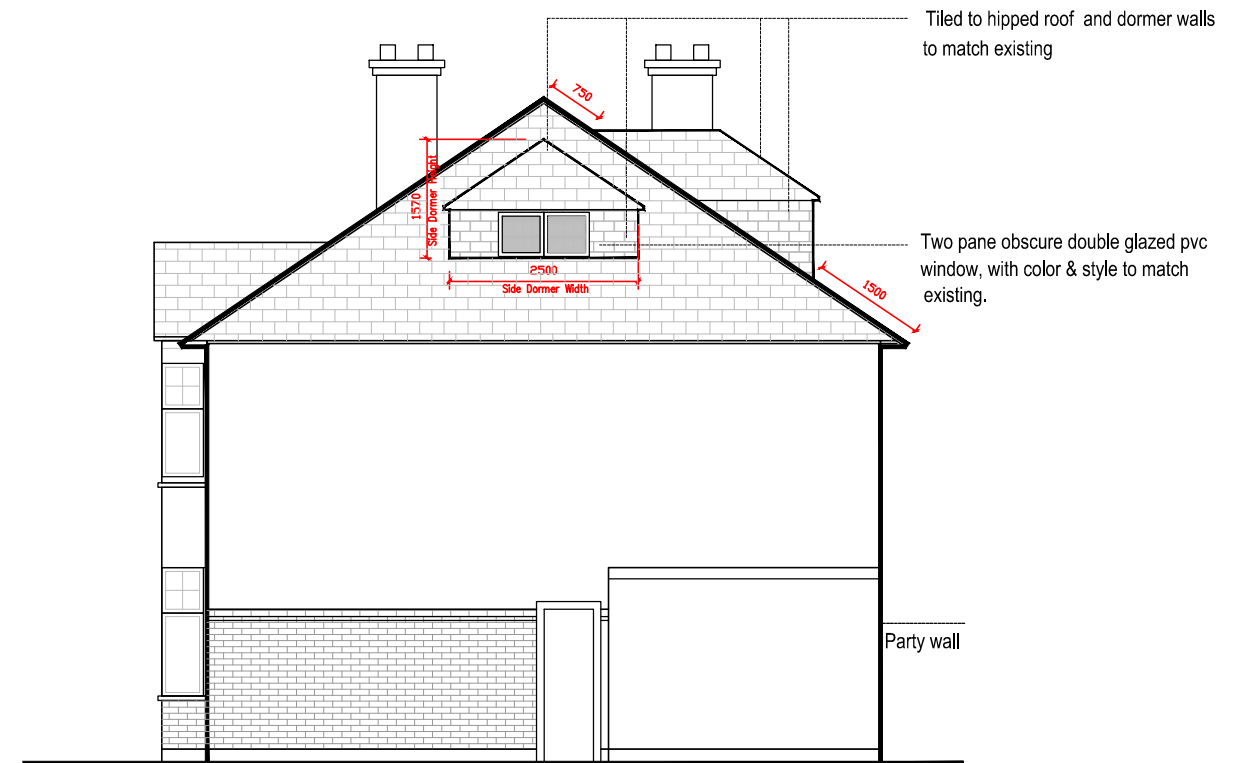 Tiled to hipped roof and dormer walls
to match existing
750
1570
Side Dormer Height
2500
Side Dormer Width
Two pane obscure double glazed pvc
window, with color & style to match
existing.
1500
Party wall